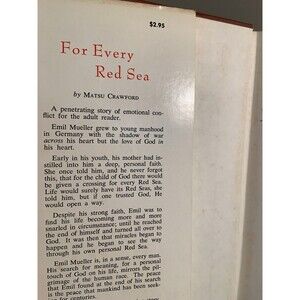 $2.95
For Every
Red Sea
by MATSU CRAWFORD
A penetrating story of emotional con-
flict for the adult reader.
Emil Mueller grew to young manhood
in Germany with the shadow of war
across his heart but the love of God in
his heart.
Early in his youth, his mother had in-
stilled into him a deep, personal faith.
She once told him, and he never forgot
this, that for the child of God there would
be given a crossing for every Red Sea.
Life would surely have its Red Seas, she
told him, but if one trusted God, He
would open a way.
Despite his strong faith, Emil was to
find his life becoming more and more
snarled in circumstance; until he reached
the end of himself and turned all over to
God. It was then that miracles began to
happen and he began to see the way
through his own personal Red Sea.
Emil Mueller is, in a sense, every man.
His search for meaning, for a personal
touch of God upon his life, mirrors the pil-
grimage of the human race. The peace
that Emil Mueller found at the end of his search is
the peace that mankind has been seek-
ing for centuries.